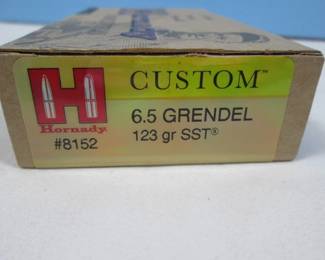 H
Hornady
#8152
CUSTOM™
6.5 GRENDEL
123 gr SST®